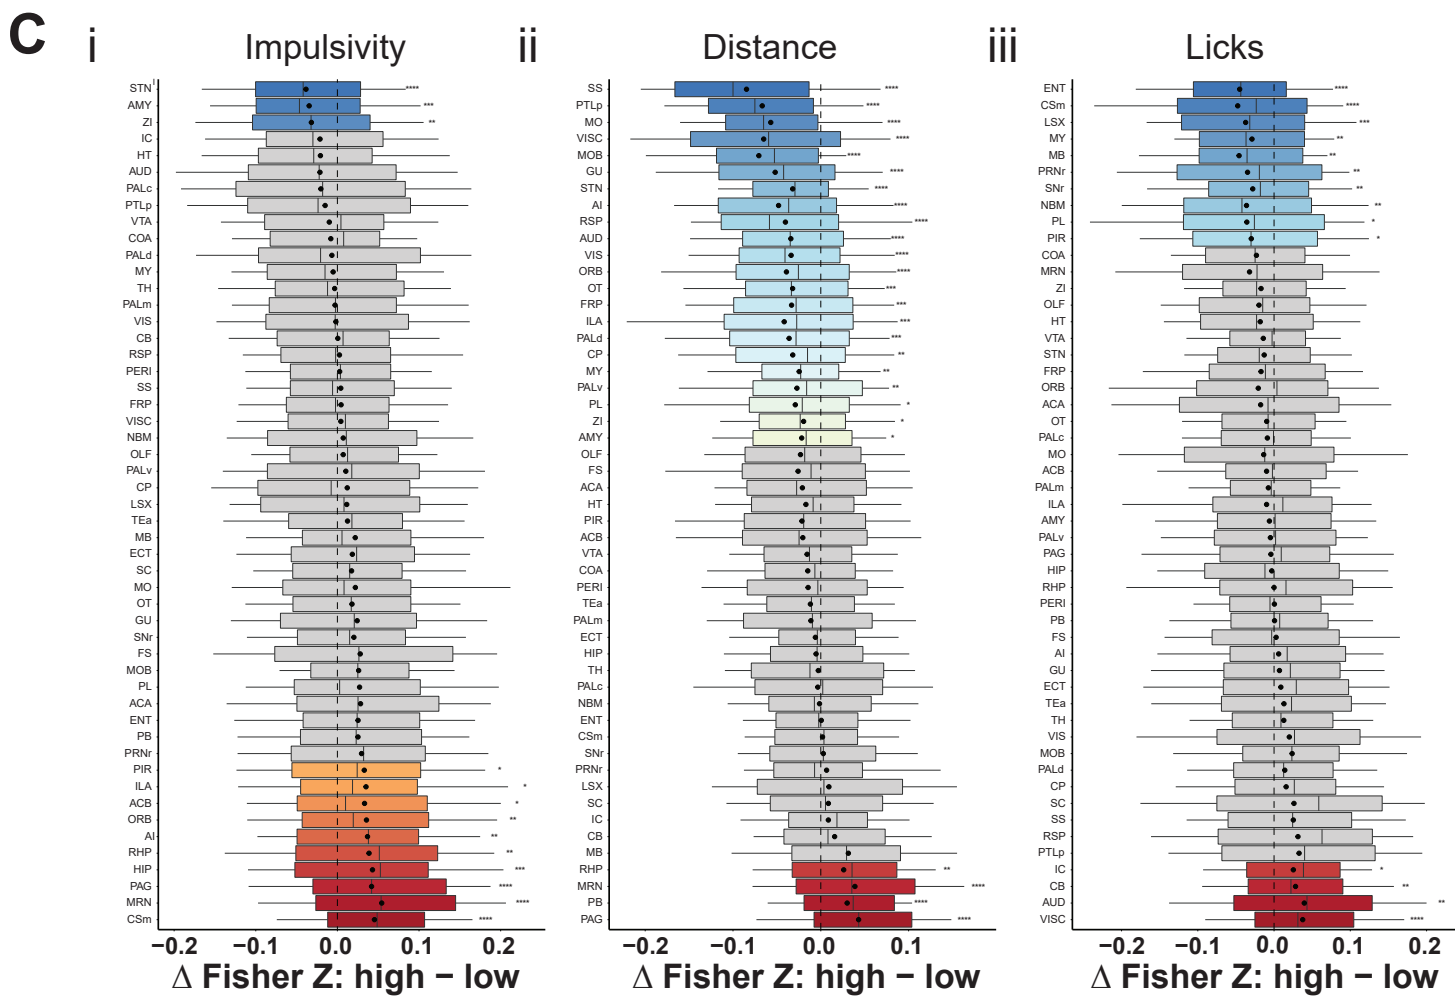 C
i
Impulsivity
STN ****
AMY ***
ZI **
IC
HT
AUD
PALc
PTLp
VTA
COA
PALd
MY
TH
PALm
VIS
CB
RSP
PERI
SS
FRP
VISC
NBM
OLF
PALv
CP
LSX
TEa
MB
ECT
SC
MO
OT
GU
SNr
FS
MOB
PL
ACA
ENT
PB
PRNr
PIR *
ILA *
ACB *
ORB **
AI **
RHP **
HIP ***
PAG ****
MRN ****
CSm ****
−0.2 −0.1 0.0 0.1 0.2
Δ Fisher Z: high − low
ii
Distance
SS ****
PTLp ****
MO ****
VISC ****
MOB ****
GU ****
STN ****
AI ****
RSP ****
AUD ****
VIS ****
ORB ****
OT ***
FRP ***
ILA ***
PALd ***
CP **
MY **
PALv **
PL *
ZI *
AMY *
OLF
FS
ACA
HT
PIR
ACB
VTA
COA
PERI
TEa
PALm
ECT
HIP
TH
PALc
NBM
ENT
CSm
SNr
PRNr
LSX
SC
IC
CB
MB
RHP **
MRN ****
PB ****
PAG ****
−0.2 −0.1 0.0 0.1
Δ Fisher Z: high − low
iii
Licks
ENT ****
CSm ****
LSX ***
MY **
MB **
PRNr **
SNr **
NBM **
PL *
PIR *
COA
MRN
ZI
OLF
HT
VTA
STN
FRP
ORB
ACA
OT
PALc
MO
ACB
PALm
ILA
AMY
PALv
PAG
HIP
RHP
PERI
PB
FS
AI
GU
ECT
TEa
TH
VIS
MOB
PALd
CP
SC
SS
RSP
PTLp
IC *
CB **
AUD **
VISC ****
−0.2 −0.1 0.0 0.1 0.2
Δ Fisher Z: high − low